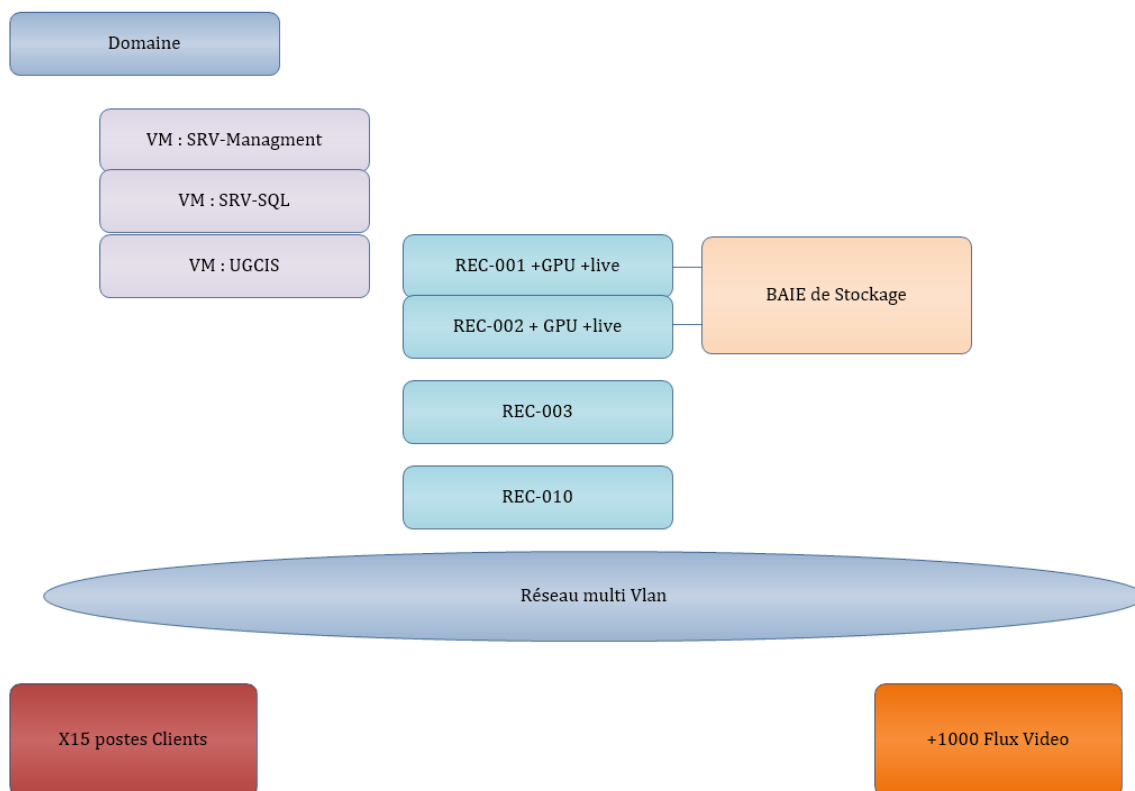 Domaine
VM : SRV-Managment
VM : SRV-SQL
VM : UGCIS
REC-001 +GPU +live
BAIE de Stockage
REC-002 + GPU +live
REC-003
REC-010
Réseau multi Vlan
X15 postes Clients
+1000 Flux Video